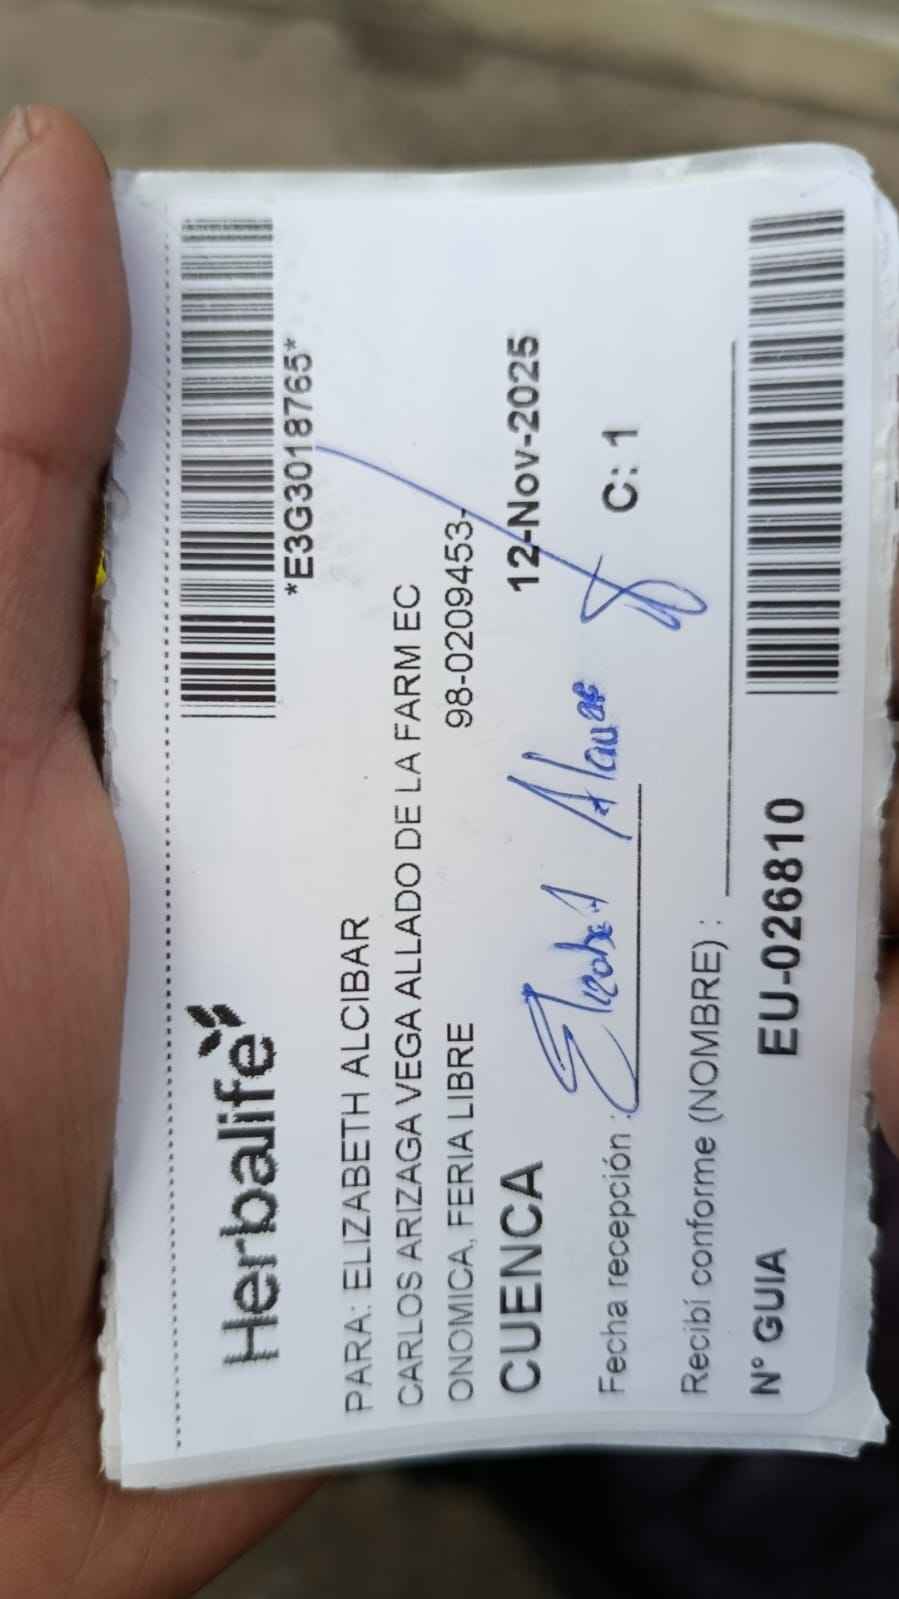 Herbalife
*E3G3018765*
PARA: ELIZABETH ALCIBAR
CARLOS ARIZAGA VEGA ALLADO DE LA FARM EC
ONOMICA, FERIA LIBRE 98-0209453-
CUENCA 12-Nov-2025
Fecha recepción : Elizabet
C: 1
Recibí conforme (NOMBRE) :
N° GUIA EU-026810